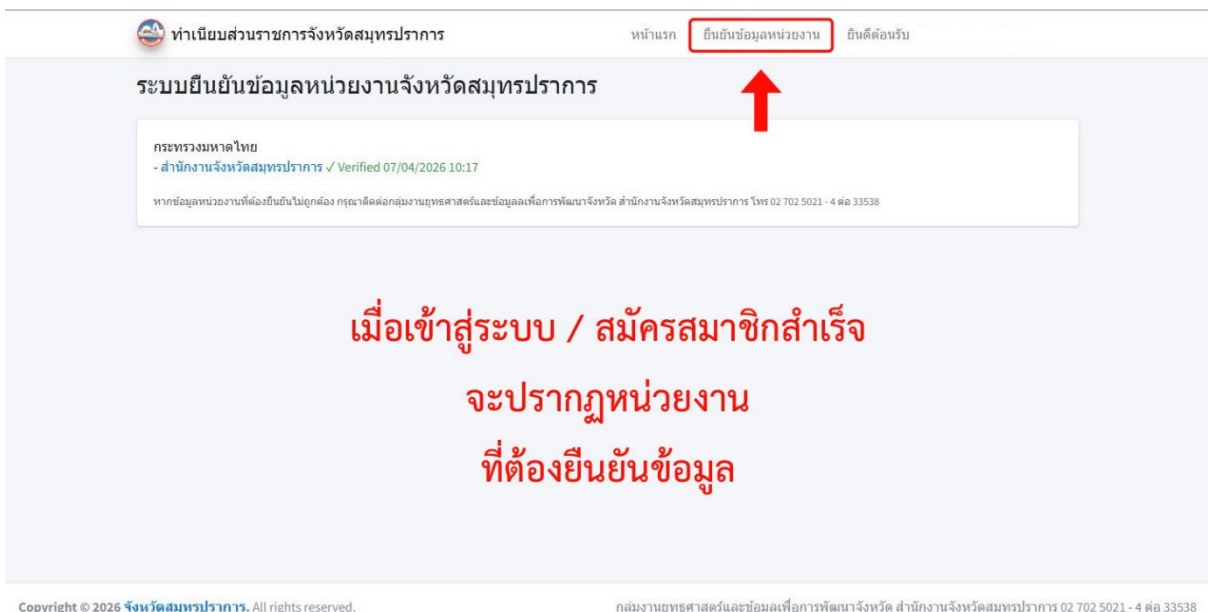 ทำเนียบส่วนราชการจังหวัดสมุทรปราการ
หน้าแรก ยืนยันข้อมูลหน่วยงาน ยินดีต้อนรับ
ระบบยืนยันข้อมูลหน่วยงานจังหวัดสมุทรปราการ
กระทรวงมหาดไทย
- สำนักงานจังหวัดสมุทรปราการ ✓ Verified 07/04/2026 10:17
หากข้อมูลหน่วยงานที่ต้องยืนยันไม่ถูกต้อง กรุณาติดต่อกลุ่มงานยุทธศาสตร์และข้อมูลลเพื่อการพัฒนาจังหวัด สำนักงานจังหวัดสมุทรปราการ โทร 02 702 5021 - 4 ต่อ 33538
เมื่อเข้าสู่ระบบ / สมัครสมาชิกสำเร็จ
จะปรากฏหน่วยงาน
ที่ต้องยืนยันข้อมูล
Copyright © 2026 จังหวัดสมุทรปราการ. All rights reserved.
กลุ่มงานยุทธศาสตร์และข้อมูลเพื่อการพัฒนาจังหวัด สำนักงานจังหวัดสมุทรปราการ 02 702 5021 - 4 ต่อ 33538